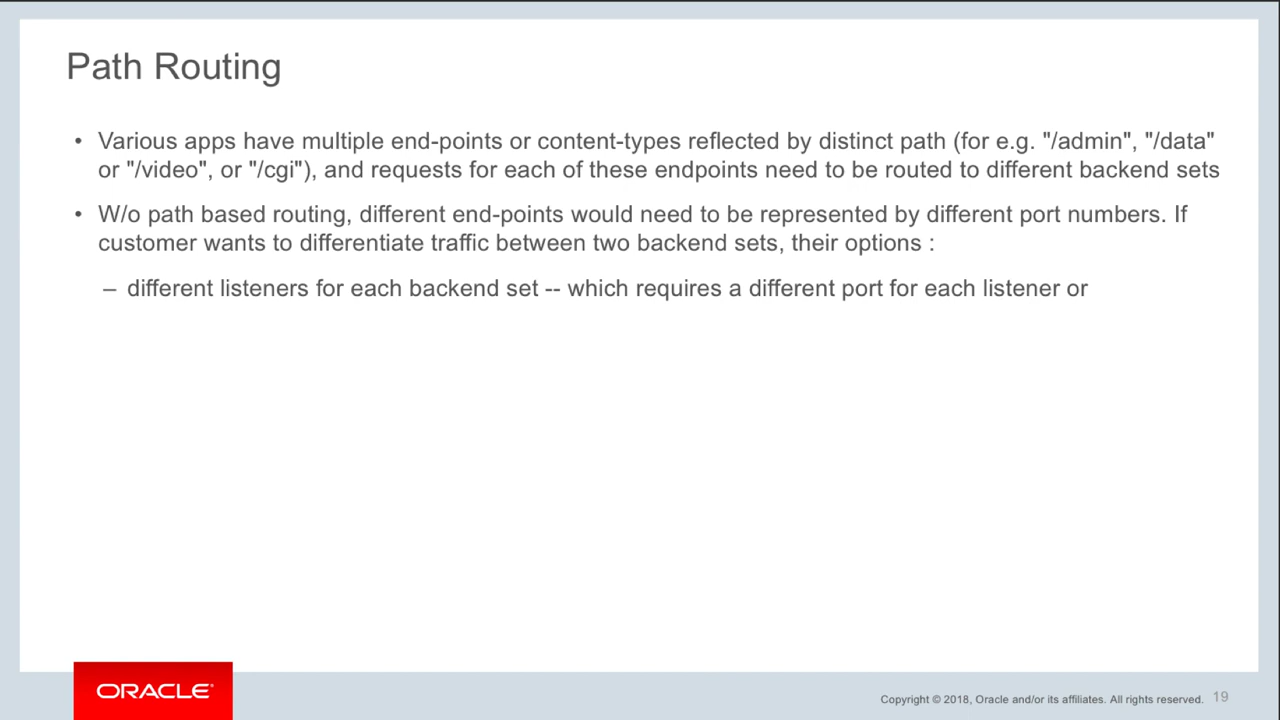 Path Routing
• Various apps have multiple end-points or content-types reflected by distinct path (for e.g. "/admin", "/data"
or "/video", or "/cgi"), and requests for each of these endpoints need to be routed to different backend sets
• W/o path based routing, different end-points would need to be represented by different port numbers. If
customer wants to differentiate traffic between two backend sets, their options :
– different listeners for each backend set -- which requires a different port for each listener or
ORACLE®
Copyright © 2018, Oracle and/or its affiliates. All rights reserved. 19